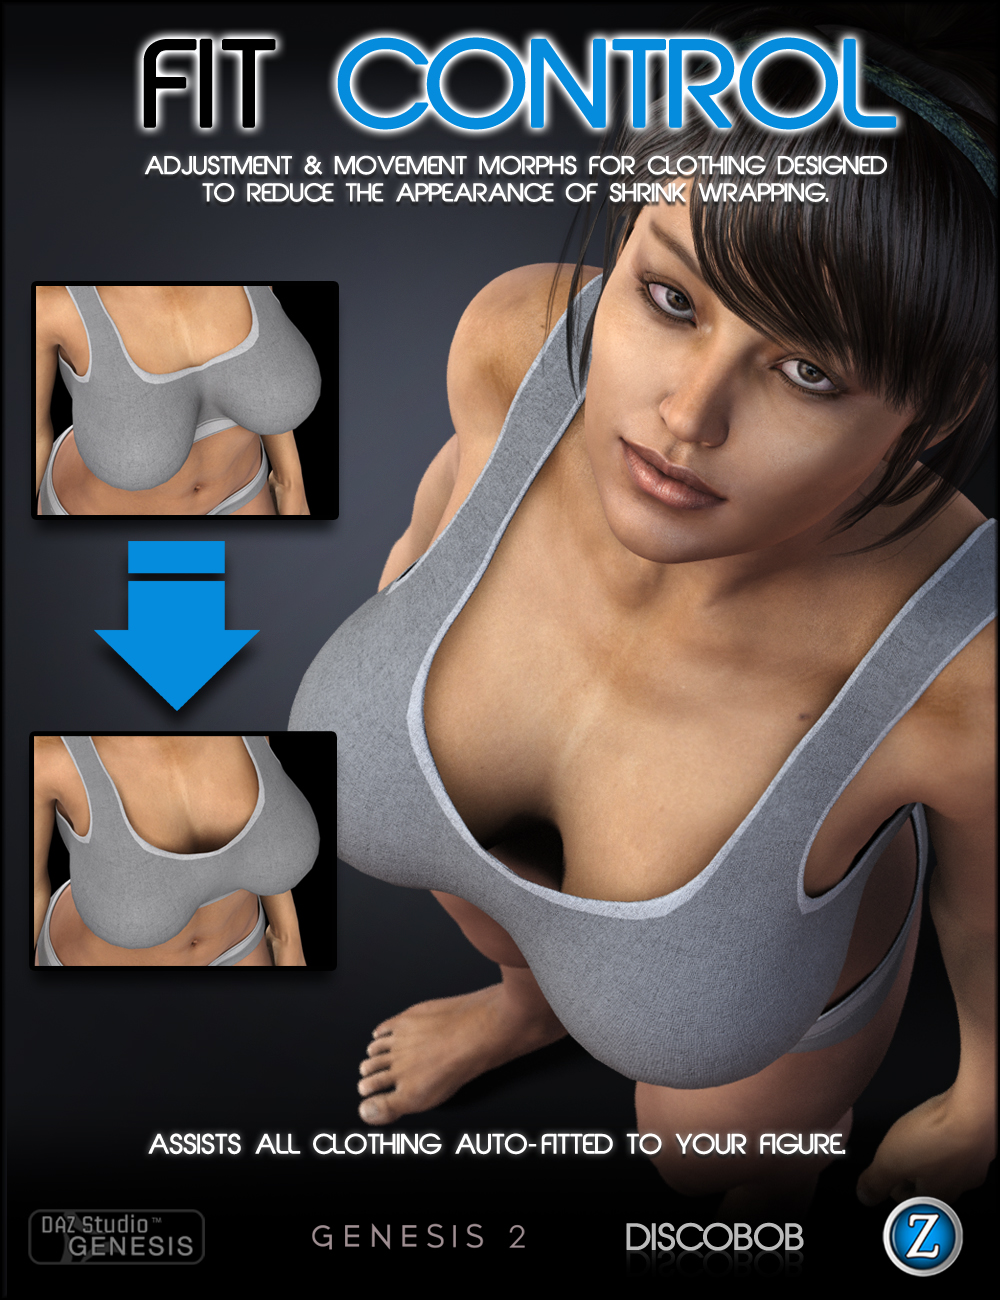 FIT CONTROL
ADJUSTMENT & MOVEMENT MORPHS FOR CLOTHING DESIGNED
TO REDUCE THE APPEARANCE OF SHRINK WRAPPING.
ASSISTS ALL CLOTHING AUTO-FITTED TO YOUR FIGURE.
DAZ Studio™
GENESIS
GENESIS 2
DISCOBOB
Z